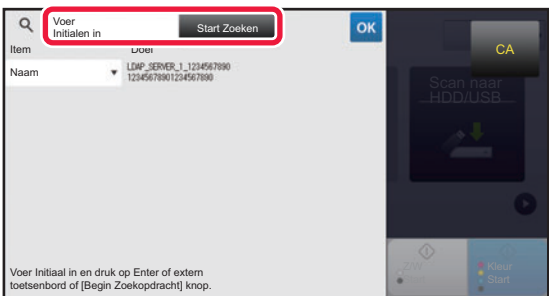 Voer
Initialen in
Start Zoeken
OK
CA
Item
Doel
Naam
LDAP_SERVER_1_1234567890
12345678901234567890
Scan naar
HDD/USB
Voer Initiaal in en druk op Enter of extern
toetsenbord of [Begin Zoekopdracht] knop.
Z/W
Start
Kleur
Start